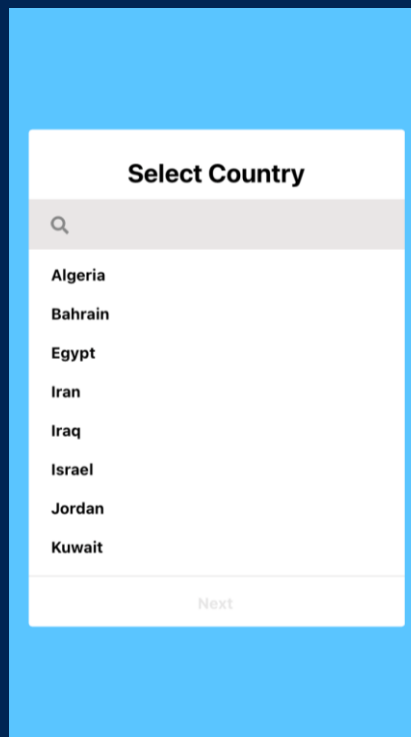 Select Country
Algeria
Bahrain
Egypt
Iran
Iraq
Israel
Jordan
Kuwait
Next